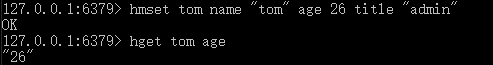 127.0.0.1:6379> hmset tom name "tom" age 26 title "admin"
OK
127.0.0.1:6379> hget tom age
"26"